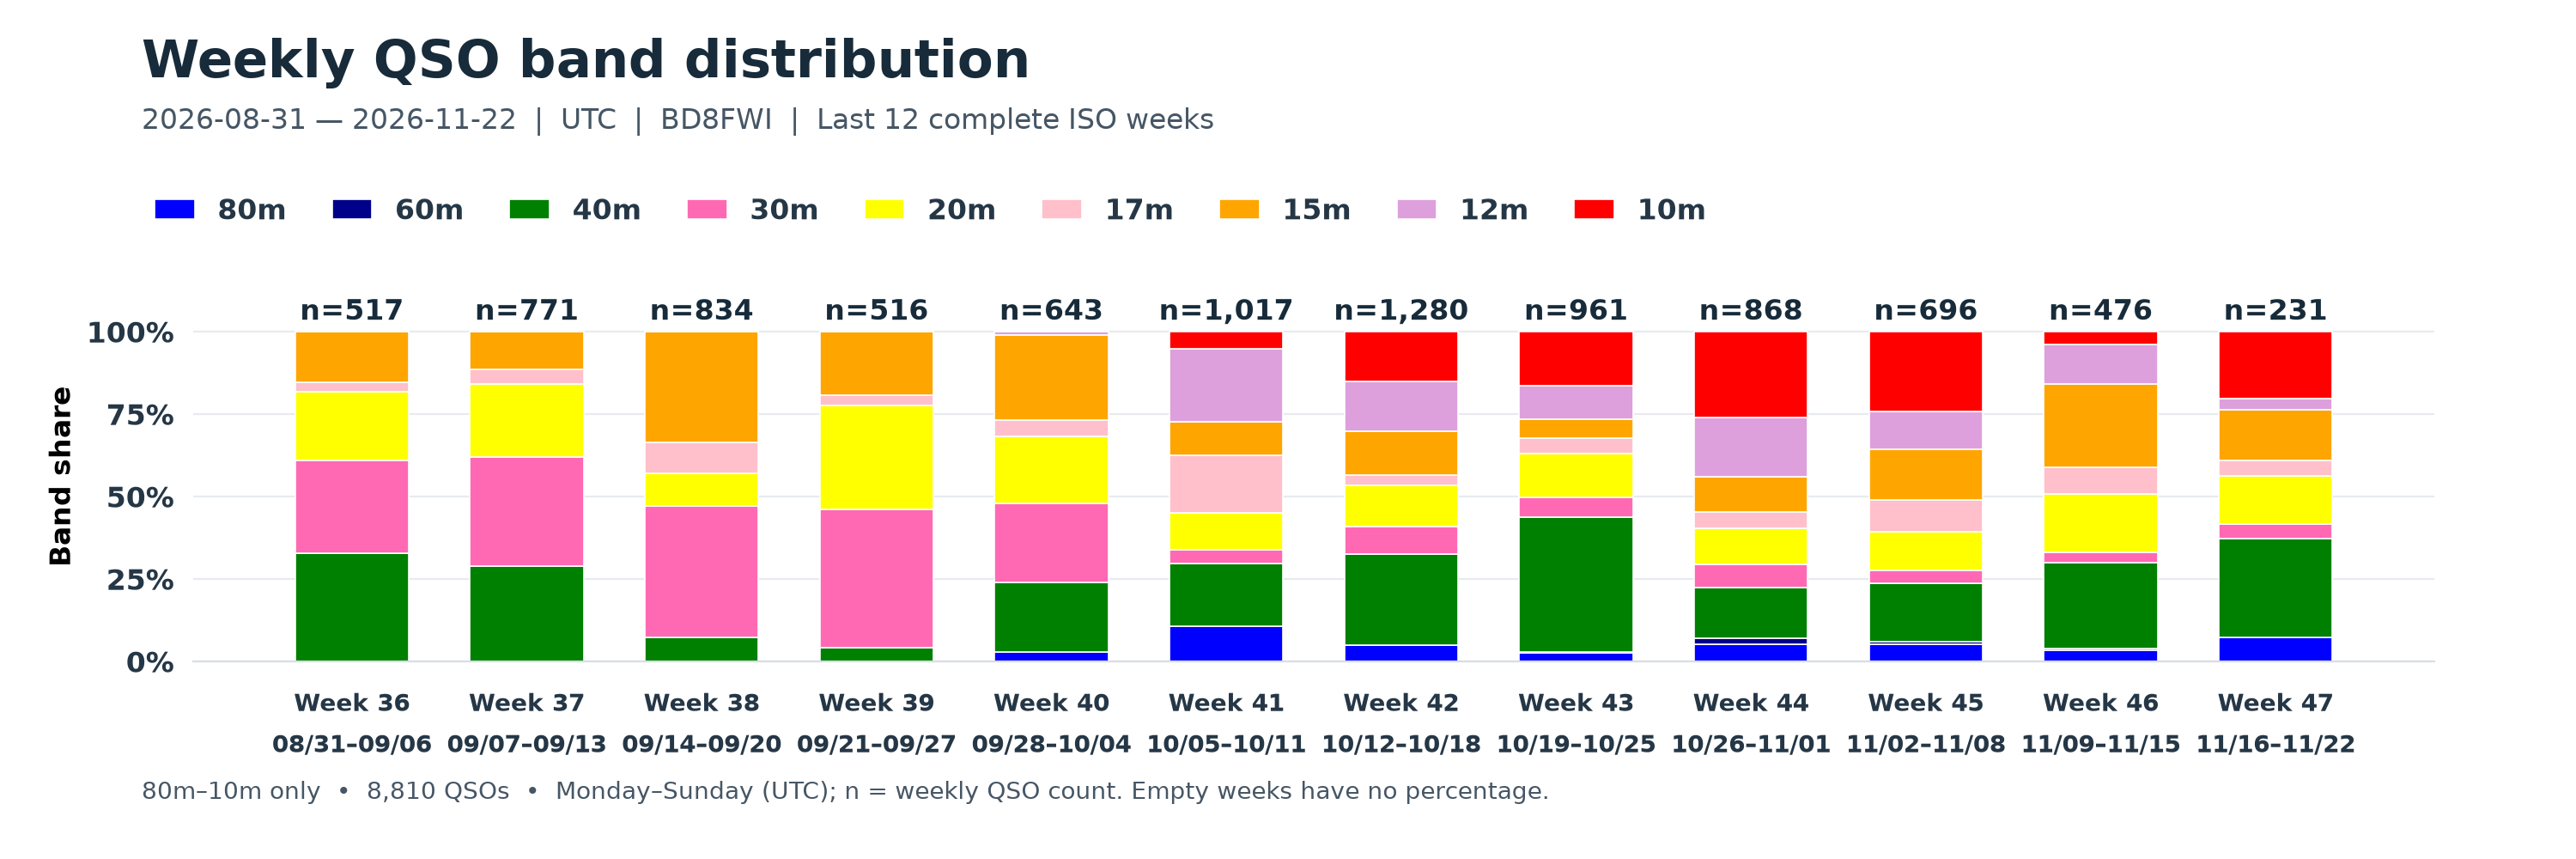 Weekly QSO band distribution
2026-08-31 — 2026-11-22 | UTC | BD8FWI | Last 12 complete ISO weeks
80m 60m 40m 30m 20m 17m 15m 12m 10m
n=517 n=771 n=834 n=516 n=643 n=1,017 n=1,280 n=961 n=868 n=696 n=476 n=231
100%
75%
50%
25%
0%
Band share
Week 36 Week 37 Week 38 Week 39 Week 40 Week 41 Week 42 Week 43 Week 44 Week 45 Week 46 Week 47
08/31–09/06 09/07–09/13 09/14–09/20 09/21–09/27 09/28–10/04 10/05–10/11 10/12–10/18 10/19–10/25 10/26–11/01 11/02–11/08 11/09–11/15 11/16–11/22
80m–10m only • 8,810 QSOs • Monday–Sunday (UTC); n = weekly QSO count. Empty weeks have no percentage.